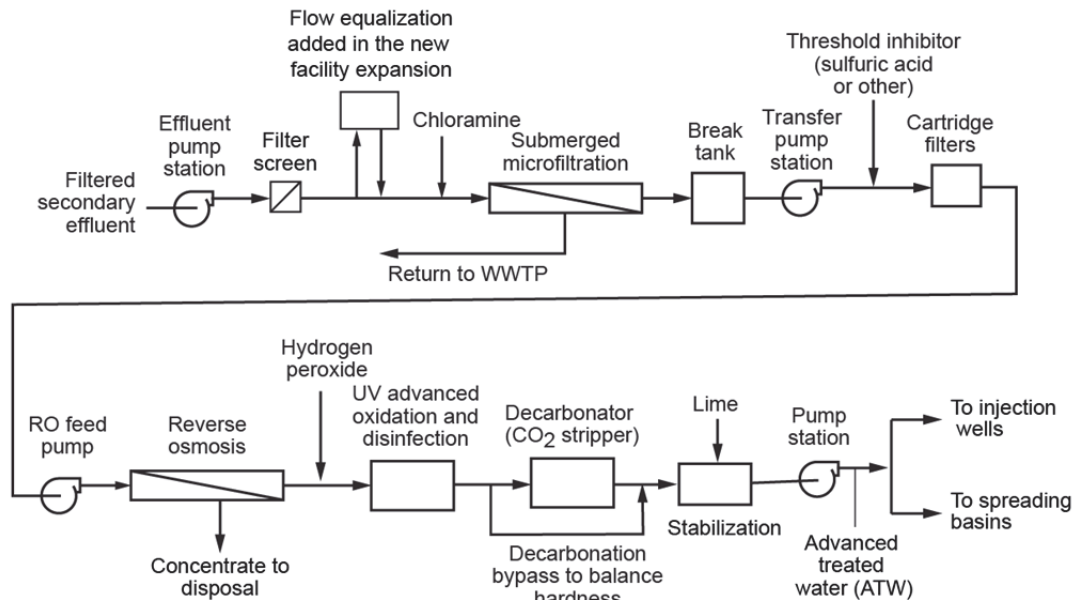 Flow equalization
added in the new
facility expansion
Threshold inhibitor
(sulfuric acid
or other)
Effluent
pump
station
Filter
screen
Chloramine
Submerged
microfiltration
Break
tank
Transfer
pump
station
Cartridge
filters
Filtered
secondary
effluent
Return to WWTP
Hydrogen
peroxide
RO feed
pump
Reverse
osmosis
UV advanced
oxidation and
disinfection
Decarbonator
(CO2 stripper)
Lime
Pump
station
To injection
wells
To spreading
basins
Stabilization
Concentrate to
disposal
Decarbonation
bypass to balance
hardness
Advanced
treated
water (ATW)